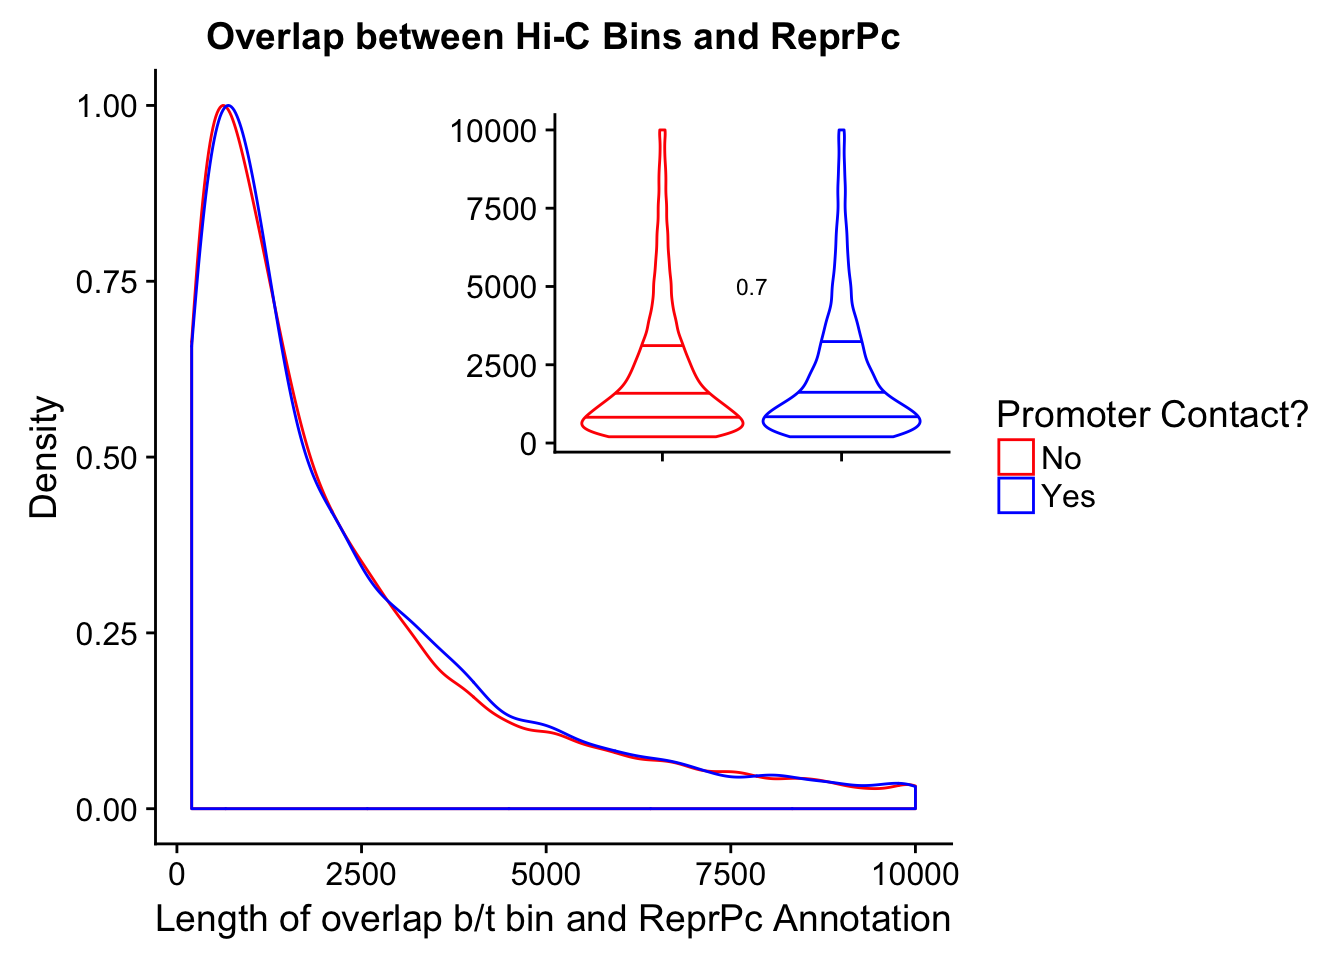 Overlap between Hi-C Bins and ReprPc
1.00
0.75
0.50
0.25
0.00
Density
10000
7500
5000
2500
0
0.7
Promoter Contact?
No
Yes
0 2500 5000 7500 10000
Length of overlap b/t bin and ReprPc Annotation